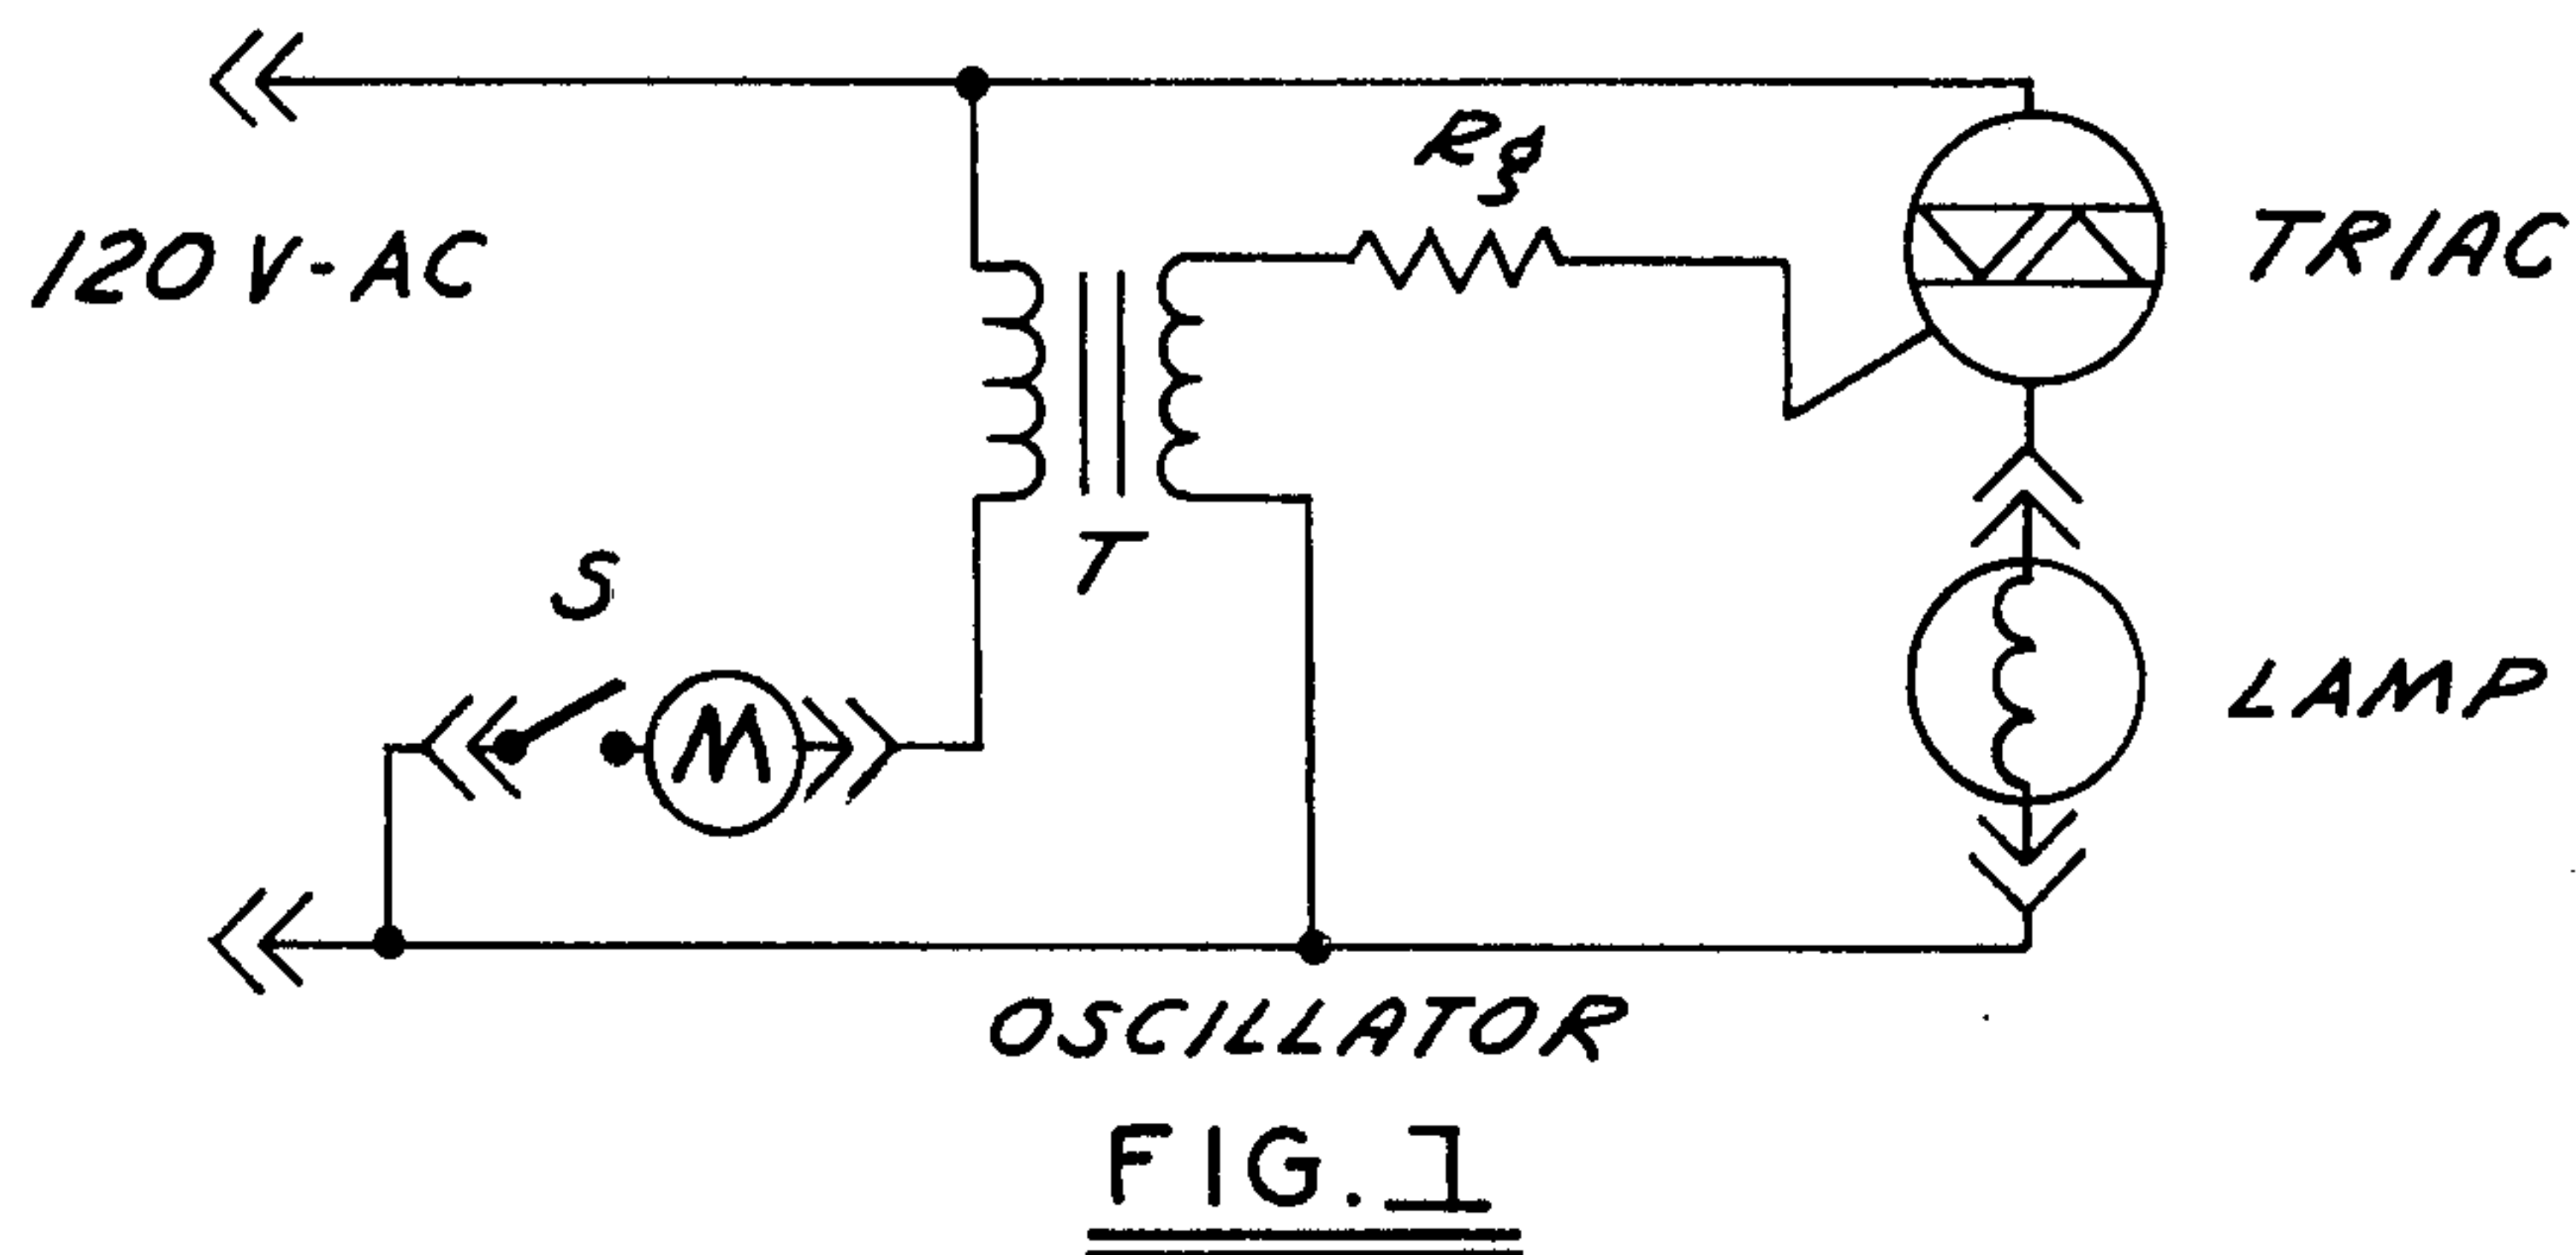 Rg
120 V-AC
TRIAC
T
S
M
LAMP
OSCILLATOR
FIG. 1